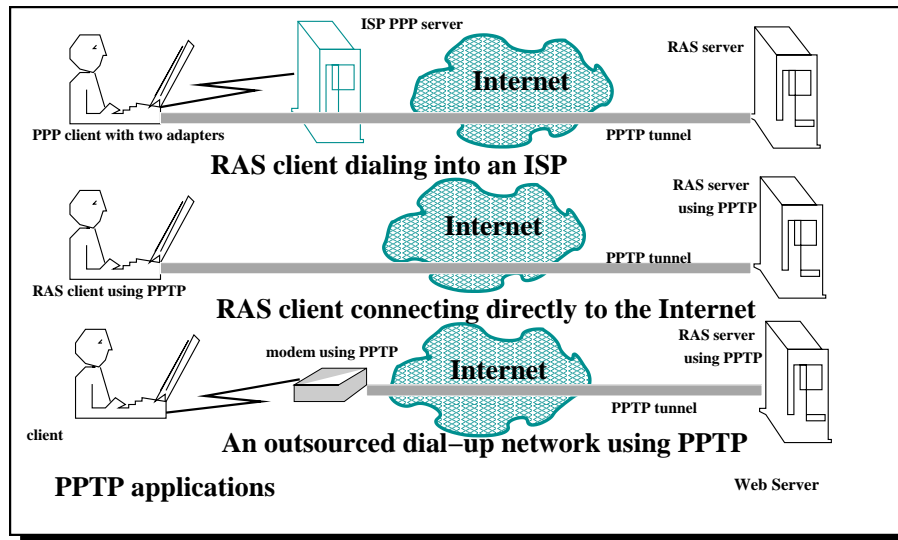 ISP PPP server
RAS server
Internet
PPP client with two adapters
PPTP tunnel
RAS client dialing into an ISP
RAS server
using PPTP
Internet
PPTP tunnel
RAS client using PPTP
RAS client connecting directly to the Internet
RAS server
using PPTP
modem using PPTP
Internet
PPTP tunnel
client
An outsourced dial−up network using PPTP
PPTP applications
Web Server